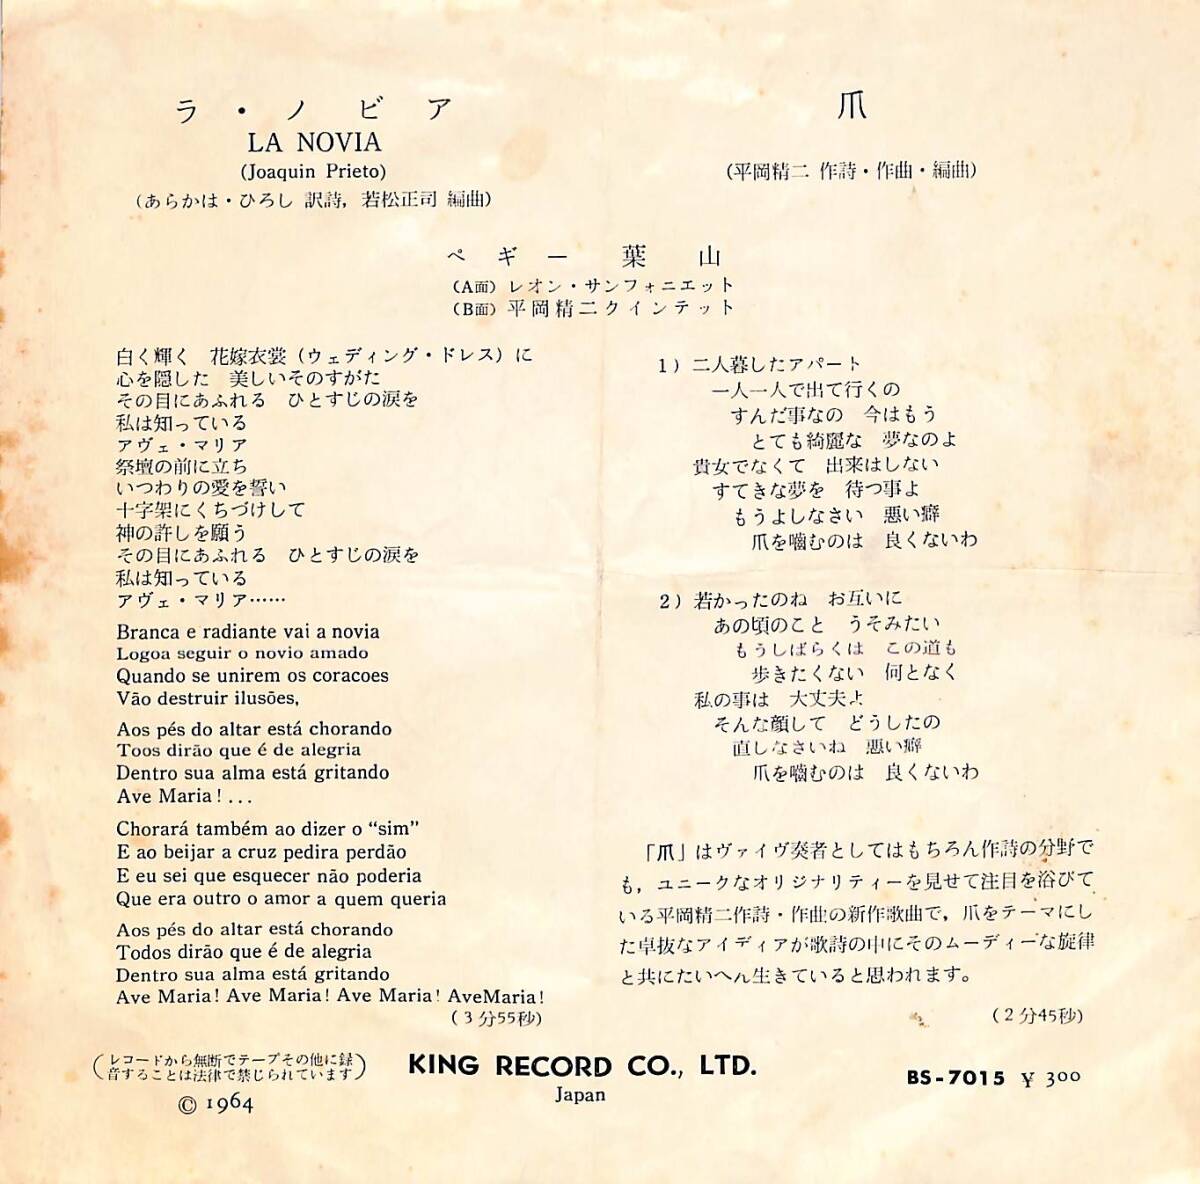 ラ・ノビア
LA NOVIA
(Joaquin Prieto)
(あらかは・ひろし 訳詩, 若松正司 編曲)
爪
(平岡精二 作詩・作曲・編曲)
ペギー葉山
(A面) レオン・サンフォニエット
(B面) 平岡精二クインテット
白く輝く　花嫁衣裳 (ウェディング・ドレス) に
心を隠した　美しいそのすがた
その目にあふれる　ひとすじの涙を
私は知っている
アヴェ・マリア
祭壇の前に立ち
いつわりの愛を誓い
十字架にくちづけして
神の許しを願う
その目にあふれる　ひとすじの涙を
私は知っている
アヴェ・マリア……
Branca e radiante vai a novia
Logoa seguir o novio amado
Quando se unirem os coracoes
Vão destruir ilusões,
Aos pés do altar está chorando
Toos dirão que é de alegria
Dentro sua alma está gritando
Ave Maria! ...
Chorará também ao dizer o “sim”
E ao beijar a cruz pedira perdão
E eu sei que esquecer não poderia
Que era outro o amor a quem queria
Aos pés do altar está chorando
Todos dirão que é de alegria
Dentro sua alma está gritando
Ave Maria! Ave Maria! Ave Maria! AveMaria!
(3分55秒)
1) 二人暮したアパート
一人一人で出て行くの
すんだ事なの　今はもう
とても綺麗な　夢なのよ
貴女でなくて　出来はしない
すてきな夢を　待つ事よ
もうよしなさい　悪い癖
爪を噛むのは　良くないわ
2) 若かったのね　お互いに
あの頃のこと　うそみたい
もうしばらくは　この道も
歩きたくない　何となく
私の事は　大丈夫よ
そんな顔して　どうしたの
直しなさいね　悪い癖
爪を噛むのは　良くないわ
「爪」はヴァイヴ奏者としてはもちろん作詩の分野で
も, ユニークなオリジナリティーを見せて注目を浴びて
いる平岡精二作詩・作曲の新作歌曲で, 爪をテーマにし
た卓抜なアイディアが歌詩の中にそのムーディーな旋律
と共にたいへん生きていると思われます。
(2分45秒)
(レコードから無断でテープその他に録
音することは法律で禁じられています)
© 1964
KING RECORD CO., LTD.
Japan
BS-7015 ¥ 300